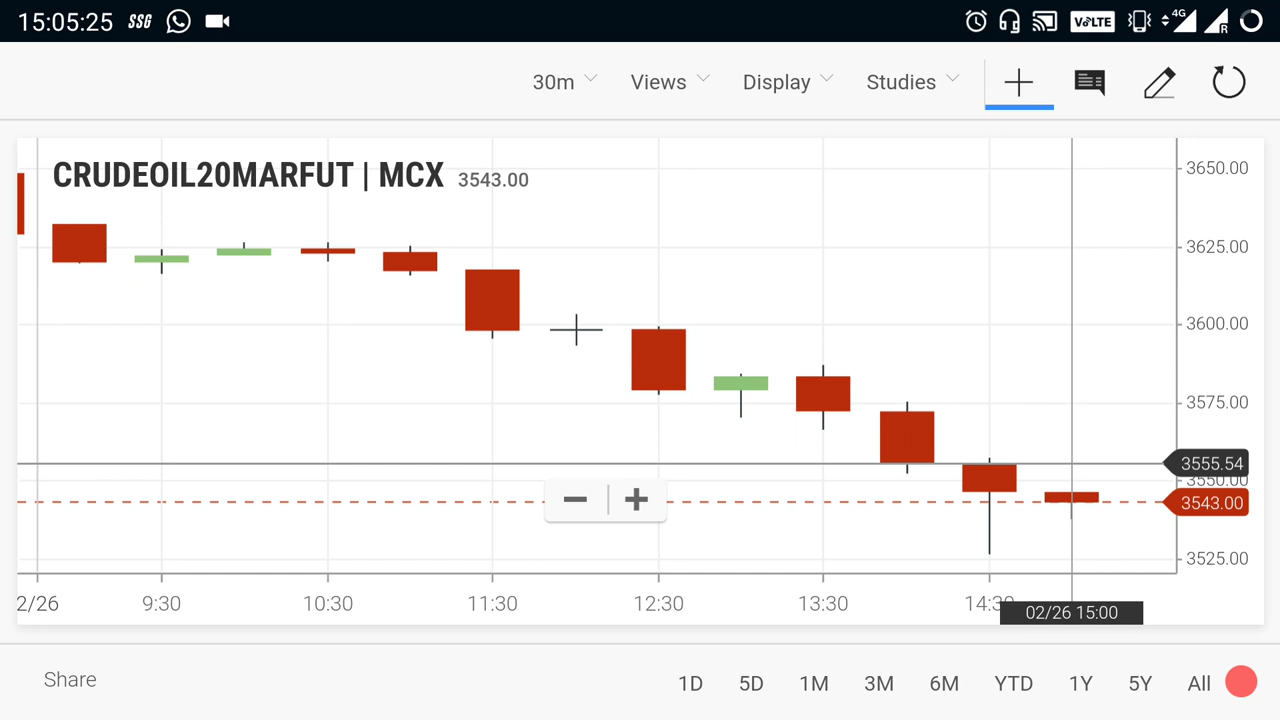 15:05:25 SSG 4G VoLTE R
30m Views Display Studies
CRUDEOIL20MARFUT | MCX 3543.00
3650.00
3625.00
3600.00
3575.00
3555.54
3550.00
3543.00
3525.00
2/26 9:30 10:30 11:30 12:30 13:30 14:30
02/26 15:00
Share 1D 5D 1M 3M 6M YTD 1Y 5Y All